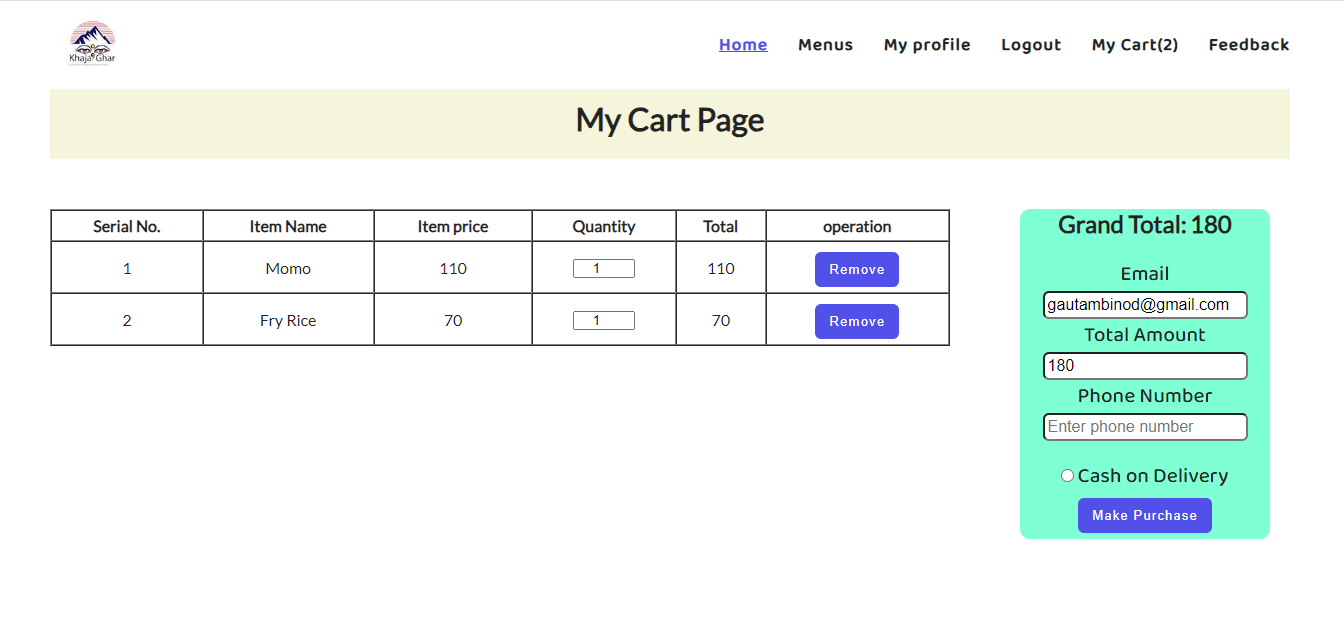 Khaja Ghar
Home Menus My profile Logout My Cart(2) Feedback
My Cart Page
Serial No. Item Name Item price Quantity Total operation
1 Momo 110 1 110 Remove
2 Fry Rice 70 1 70 Remove
Grand Total: 180
Email
gautambinod@gmail.com
Total Amount
180
Phone Number
Enter phone number
Cash on Delivery
Make Purchase